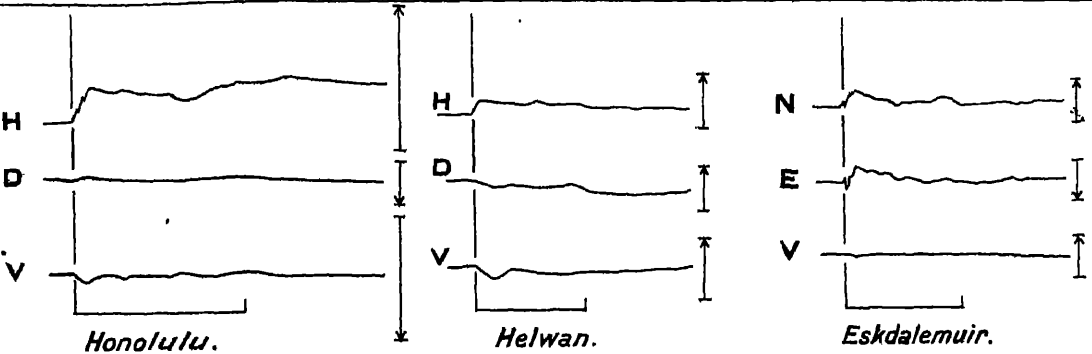 H
D
V
Honolulu.
H
D
V
Helwan.
N
E
V
Eskdalemuir.